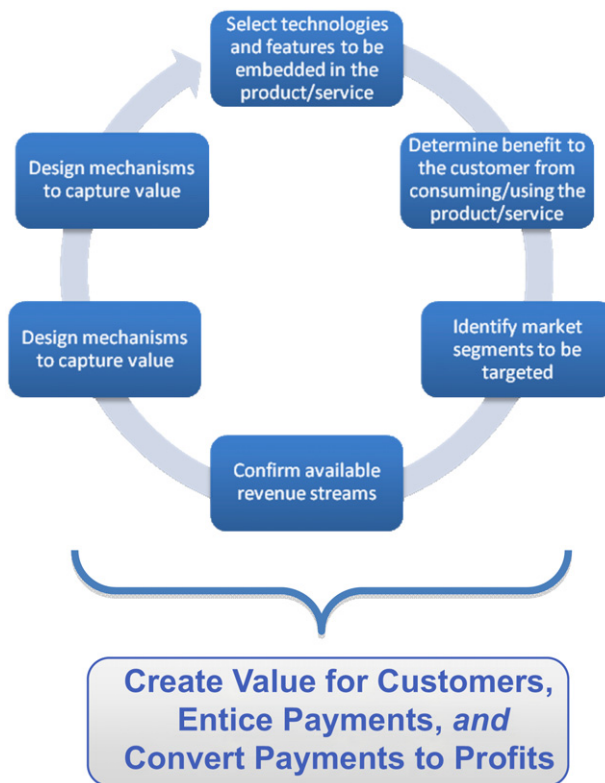 Select technologies
and features to be
embedded in the
product/service
Determine benefit to
the customer from
consuming/using the
product/service
Identify market
segments to be
targeted
Confirm available
revenue streams
Design mechanisms
to capture value
Design mechanisms
to capture value
Create Value for Customers,
Entice Payments, and
Convert Payments to Profits